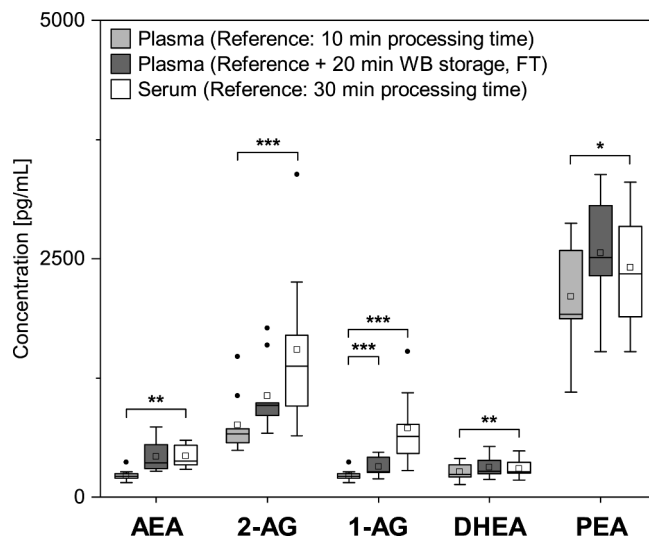 5000
Plasma (Reference: 10 min processing time)
Plasma (Reference + 20 min WB storage, FT)
Serum (Reference: 30 min processing time)
***
*
Concentration [pg/mL]
2500
***
***
**
**
0
AEA 2-AG 1-AG DHEA PEA